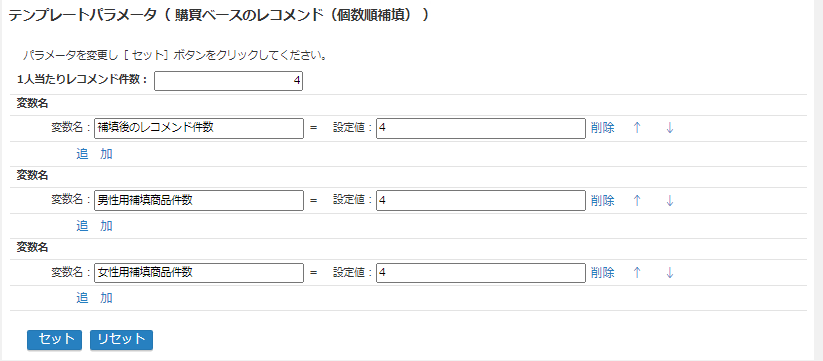 テンプレートパラメータ（ 購買ベースのレコメンド（個数順補填） ）
パラメータを変更し［ セット］ボタンをクリックしてください。
1人当たりレコメンド件数： 4
変数名
変数名： 補填後のレコメンド件数 = 設定値： 4 削除 ↑ ↓
追 加
変数名
変数名： 男性用補填商品件数 = 設定値： 4 削除 ↑ ↓
追 加
変数名
変数名： 女性用補填商品件数 = 設定値： 4 削除 ↑ ↓
追 加
セット リセット